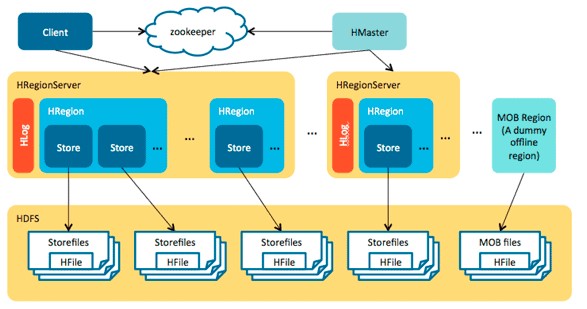 Client
zookeeper
HMaster
HRegionServer
HLog
HRegion
Store
Store
...
...
HRegion
Store
...
...
HRegionServer
HLog
HRegion
Store
...
...
...
MOB Region
(A dummy
offline
region)
HDFS
Storefiles
HFile
Storefiles
HFile
Storefiles
HFile
Storefiles
HFile
MOB files
HFile